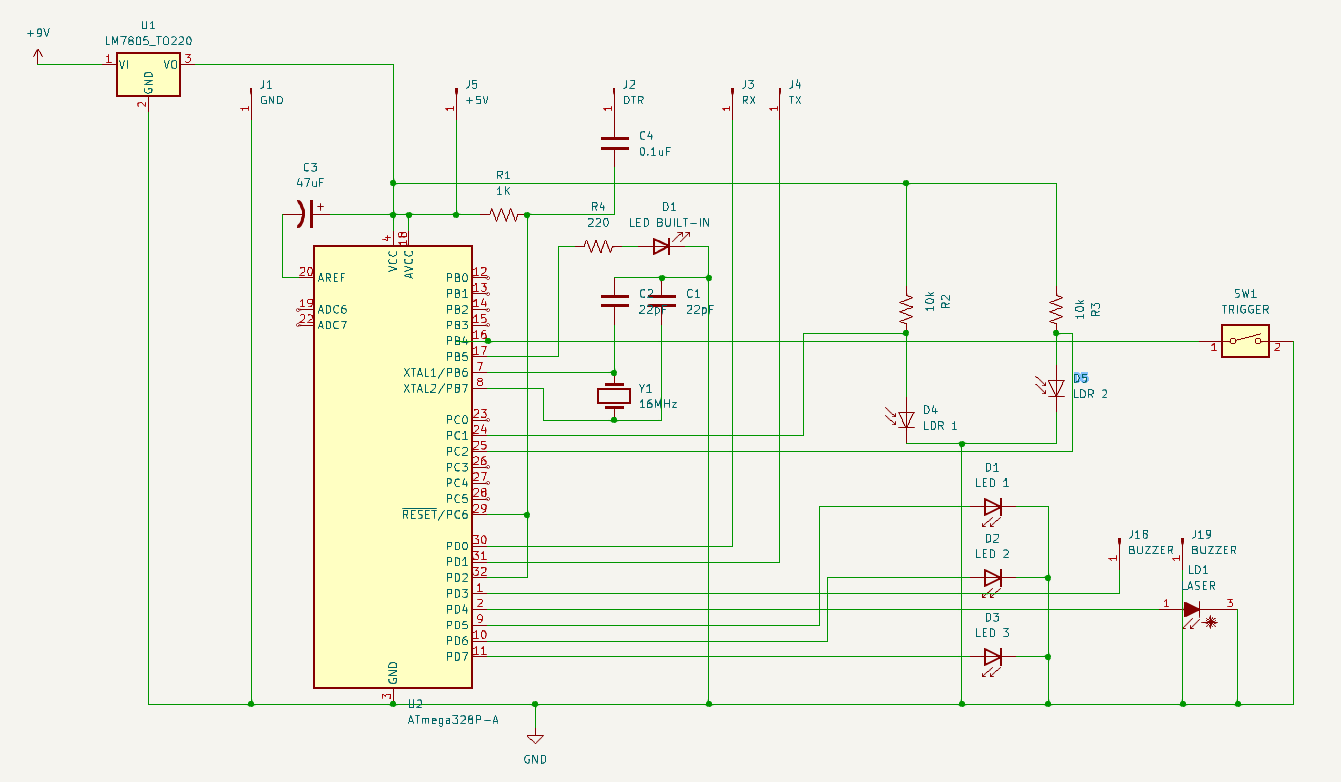 +9V
U1
LM7805_TO220
1
VI
VO
3
GND
2
J1
GND
1
J5
+5V
1
J2
DTR
1
J3
RX
1
J4
TX
1
C4
0.1uF
C3
47uF
+
R1
1K
R4
220
D1
LED BUILT-IN
4
18
VCC
AVCC
20
AREF
19
ADC6
22
ADC7
PB0
12
PB1
13
PB2
14
PB3
15
PB4
16
PB5
17
XTAL1/PB6
7
XTAL2/PB7
8
PC0
23
PC1
24
PC2
25
PC3
26
PC4
27
PC5
28
RESET/PC6
29
PD0
30
PD1
31
PD2
32
PD3
1
PD4
2
PD5
9
PD6
10
PD7
11
GND
3
U2
ATmega328P-A
C2
22pF
C1
22pF
Y1
16MHz
10k
R2
10k
R3
SW1
TRIGGER
1
2
D5
LDR 2
D4
LDR 1
D1
LED 1
D2
LED 2
D3
LED 3
J18
BUZZER
1
J19
BUZZER
1
LD1
LASER
1
3
GND